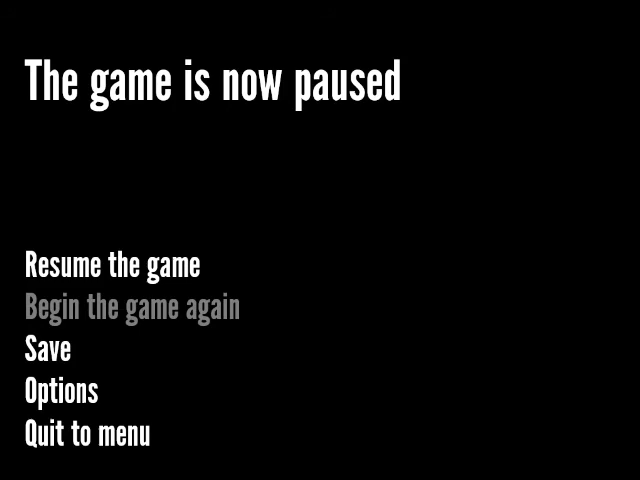 The game is now paused
Resume the game
Begin the game again
Save
Options
Quit to menu